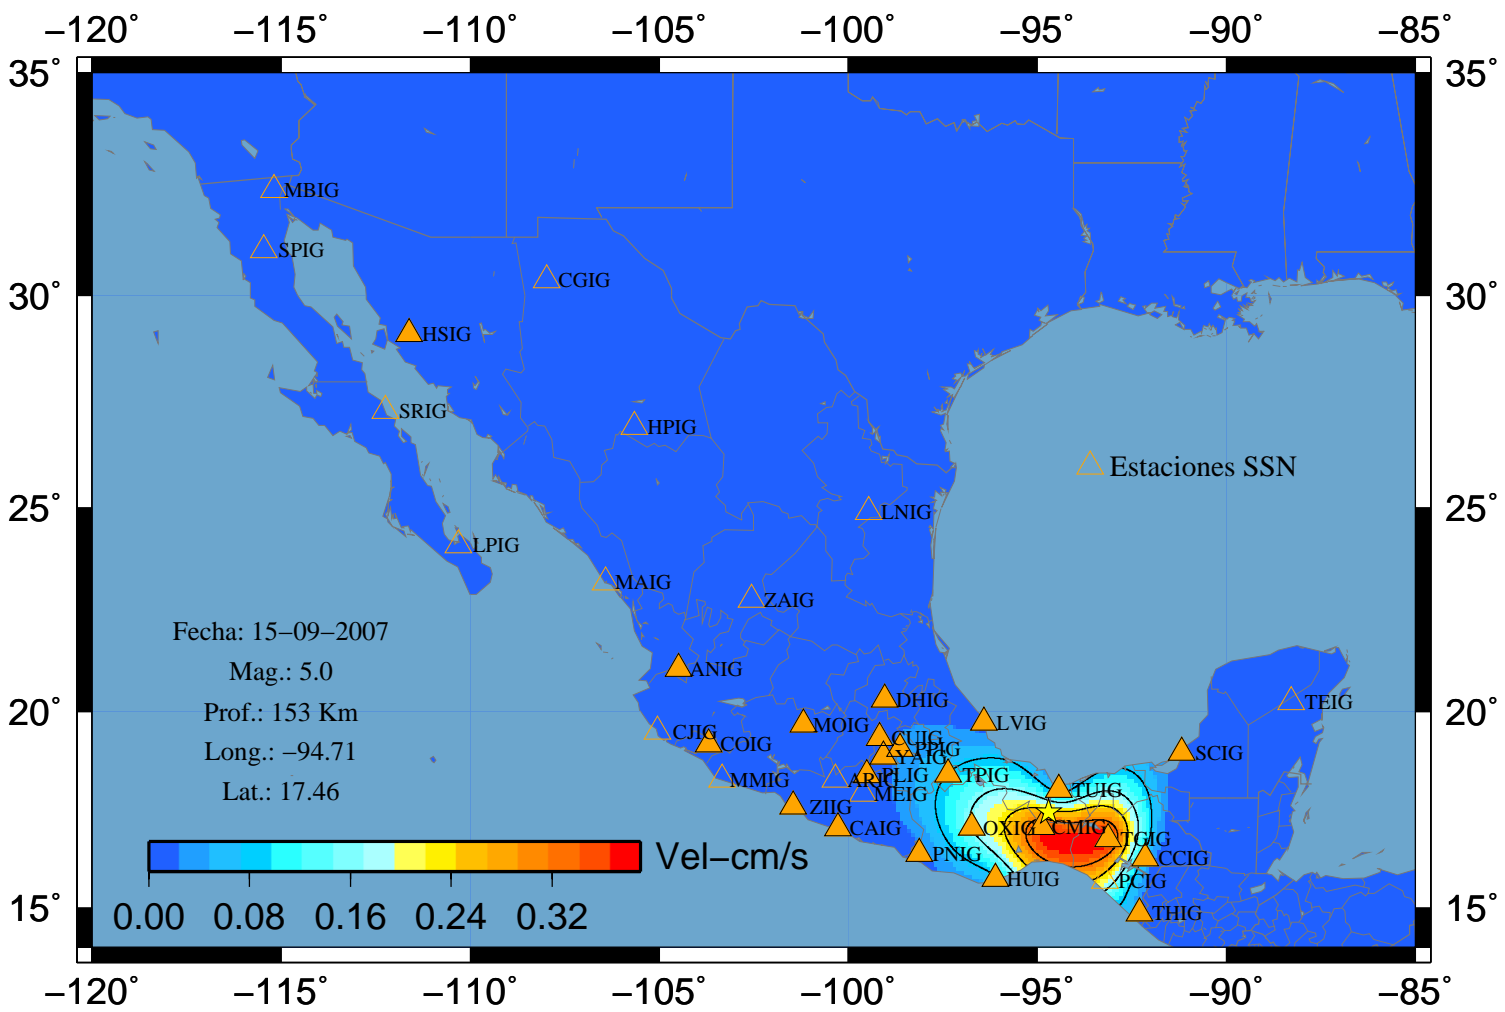 −120° −115° −110° −105° −100° −95° −90° −85°
35° 35°
MBIG
SPIG
CGIG
30° 30°
HSIG
SRIG
HPIG
Estaciones SSN
25° 25°
LNIG
LPIG
MAIG
ZAIG
Fecha: 15−09−2007
ANIG
Mag.: 5.0
DHIG
TEIG
20° 20°
Prof.: 153 Km
MOIG
LVIG
CJIG
CUIG
COIG
PPIG
SCIG
Long.: −94.71
YAIG
PLIG
TPIG
MMIG
ARIG
TUIG
Lat.: 17.46
MEIG
ZIIG
CAIG
OXIG
CMIG
TGIG
PNIG
CCIG
Vel−cm/s
HUIG
PCIG
15° 15°
THIG
0.00 0.08 0.16 0.24 0.32
−120° −115° −110° −105° −100° −95° −90° −85°